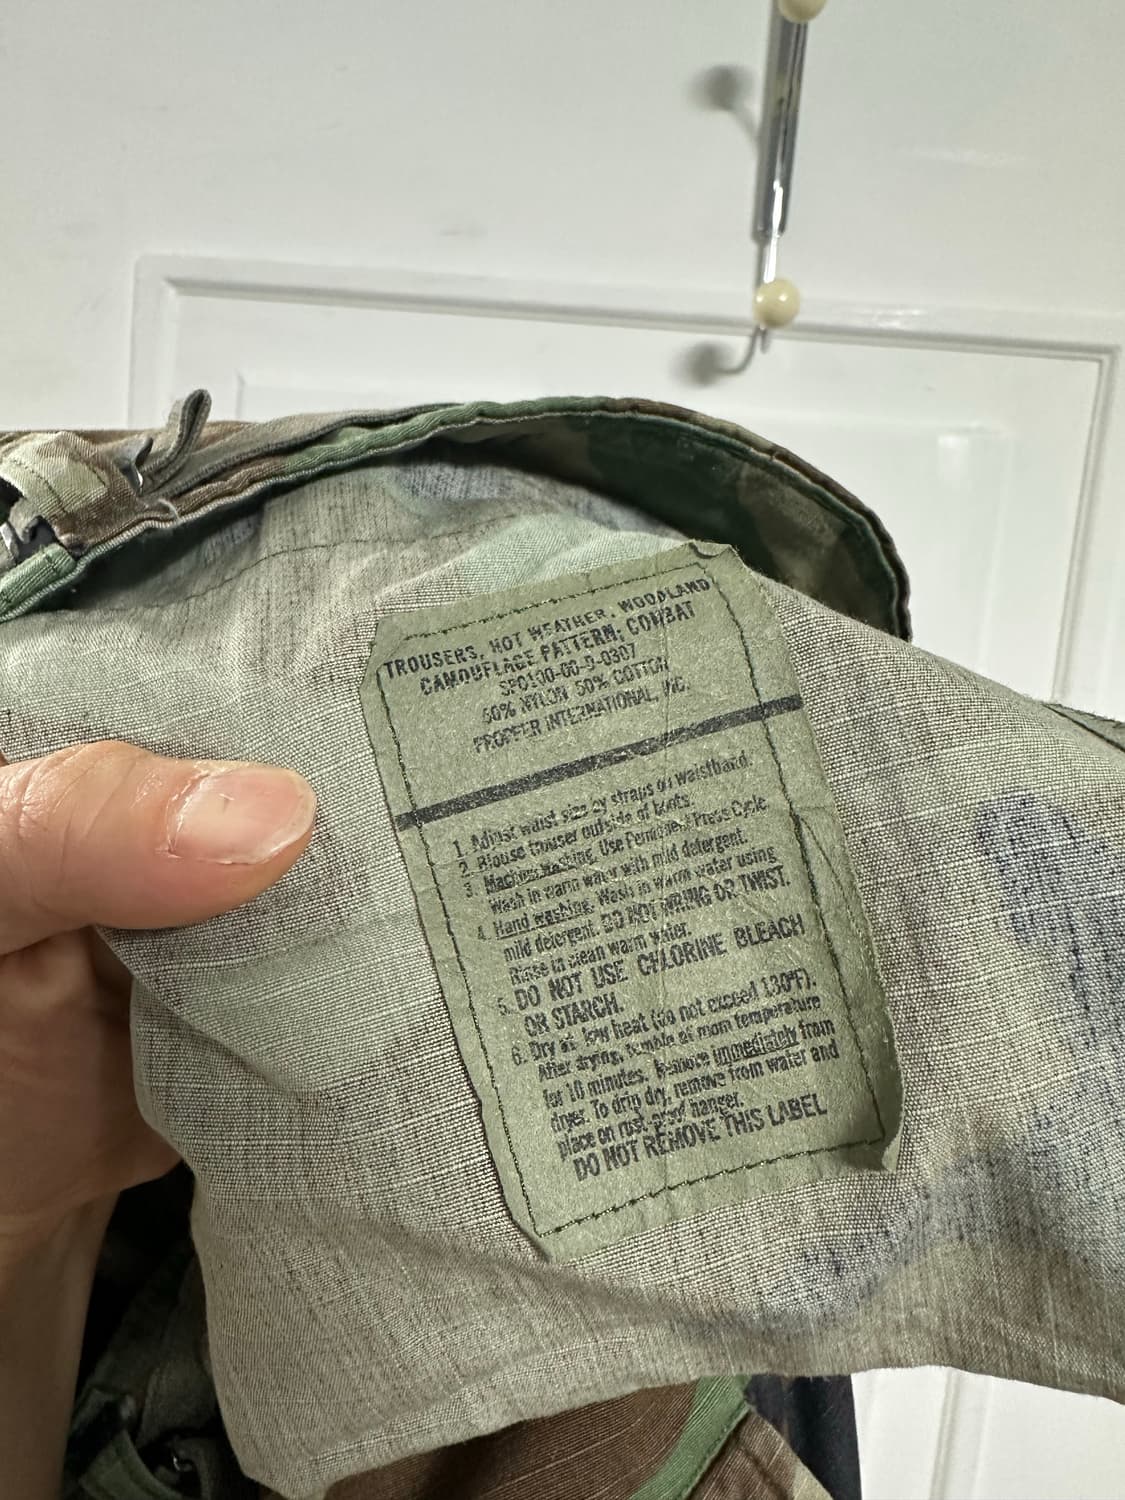 TROUSERS, HOT WEATHER, WOODLAND
CAMOUFLAGE PATTERN: COMBAT
SPO100-00-D-0307
50% NYLON 50% COTTON
PROPPER INTERNATIONAL, INC.
1. Adjust waist size by straps on waistband.
2. Blouse trouser outside of boots.
3. Machine washing. Use Permanent Press Cycle.
Wash in warm water with mild detergent.
4. Hand washing. Wash in warm water using
mild detergent. DO NOT WRING OR TWIST.
Rinse in clean warm water.
5. DO NOT USE CHLORINE BLEACH
OR STARCH.
6. Dry at low heat (do not exceed 130°F).
After drying, tumble at room temperature
for 10 minutes. Remove immediately from
dryer. To drip dry, remove from water and
place on rust proof hanger.
DO NOT REMOVE THIS LABEL